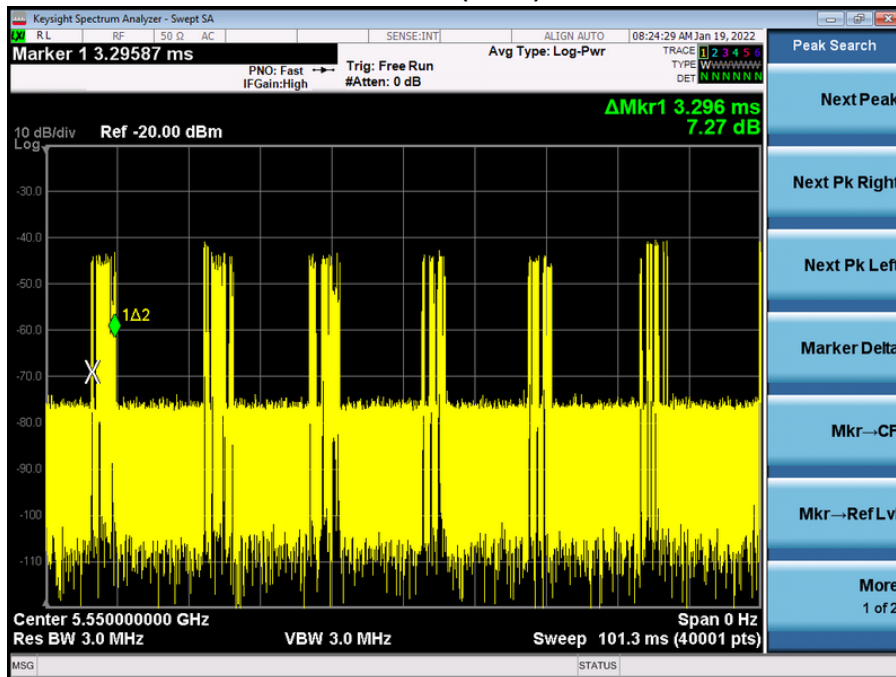 Keysight Spectrum Analyzer - Swept SA
LXI RL RF 50 Ω AC SENSE:INT ALIGN AUTO 08:24:29 AM Jan 19, 2022
Marker 1 3.29587 ms
PNO: Fast
IFGain:High
Trig: Free Run
#Atten: 0 dB
Avg Type: Log-Pwr
TRACE 1 2 3 4 5 6
TYPE WWWWWW
DET N N N N N N
Peak Search
Next Peak
Next Pk Right
Next Pk Left
Marker Delta
Mkr→CF
Mkr→Ref Lvl
More
1 of 2
ΔMkr1 3.296 ms
7.27 dB
10 dB/div Ref -20.00 dBm
Log
-30.0
-40.0
-50.0
1Δ2
-60.0
-70.0
-80.0
-90.0
-100
-110
Center 5.550000000 GHz Span 0 Hz
Res BW 3.0 MHz VBW 3.0 MHz Sweep 101.3 ms (40001 pts)
MSG STATUS